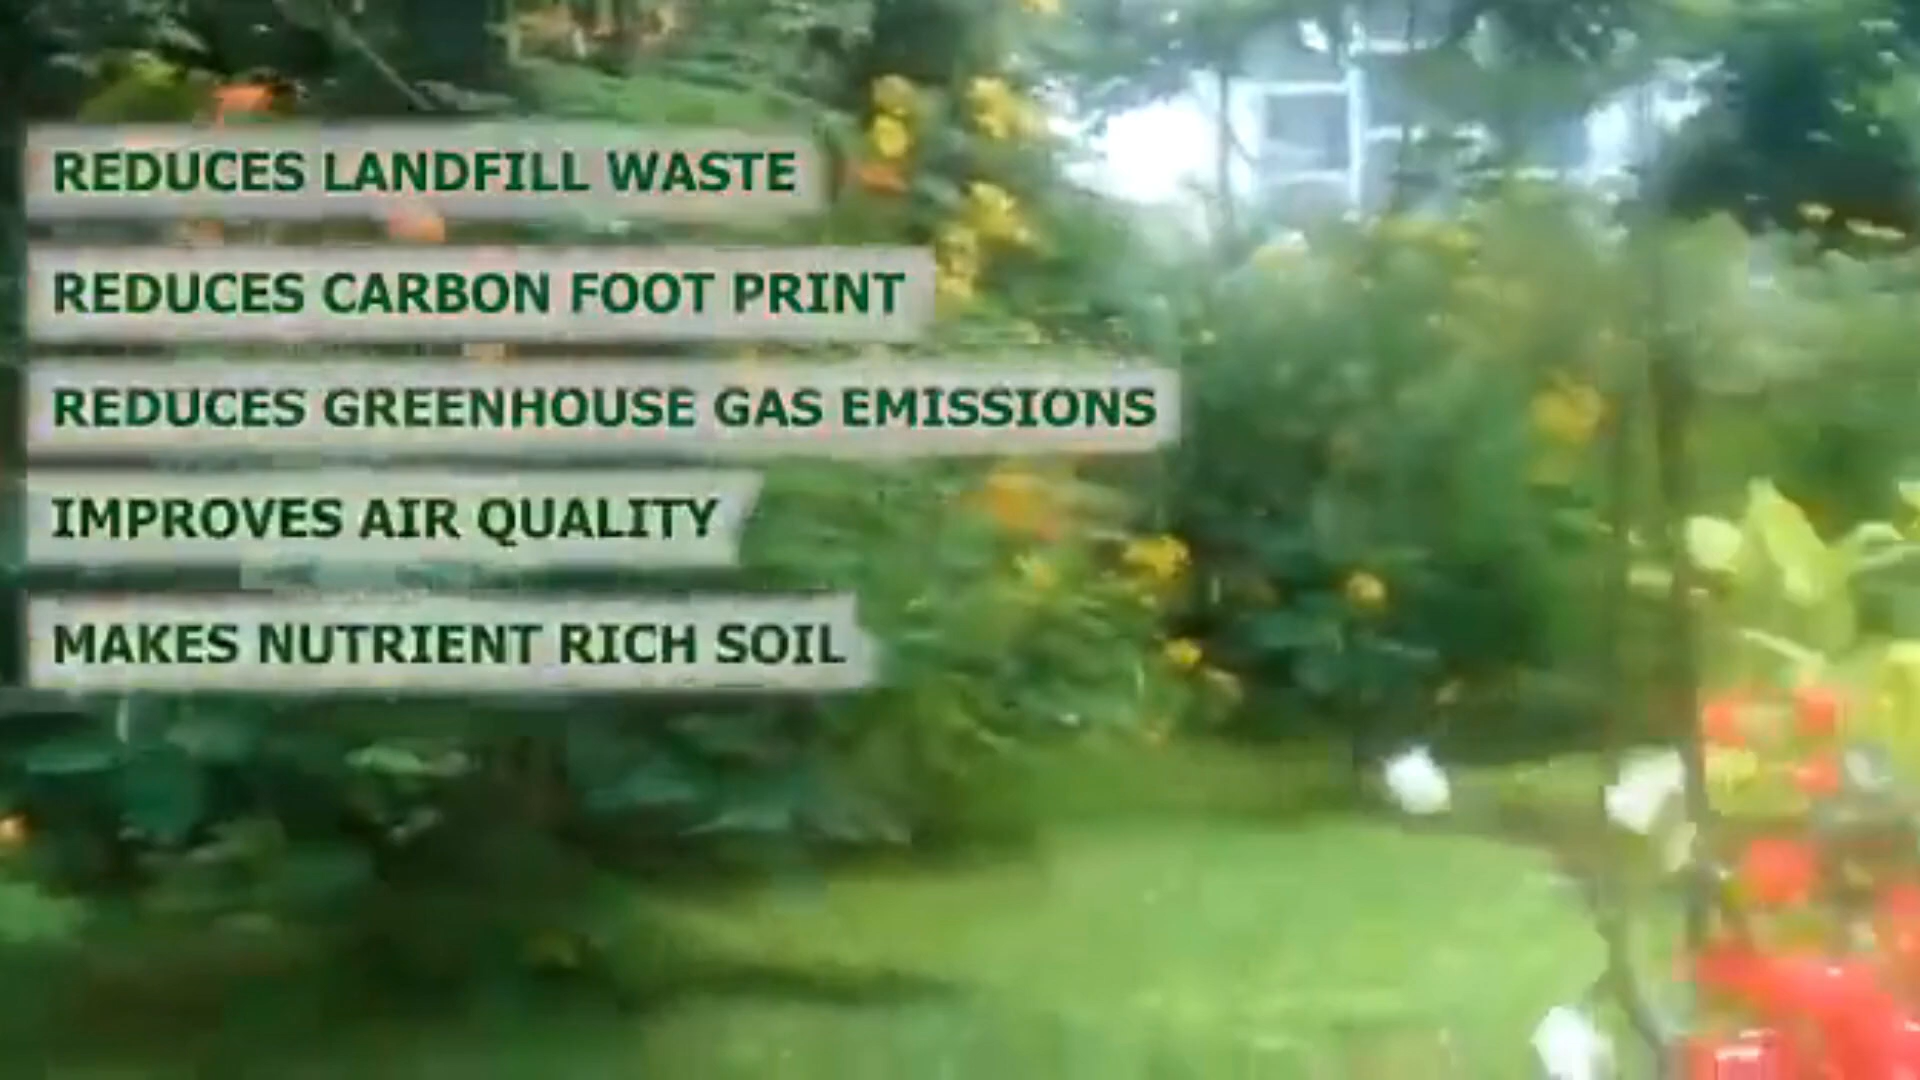 REDUCES LANDFILL WASTE
REDUCES CARBON FOOT PRINT
REDUCES GREENHOUSE GAS EMISSIONS
IMPROVES AIR QUALITY
MAKES NUTRIENT RICH SOIL